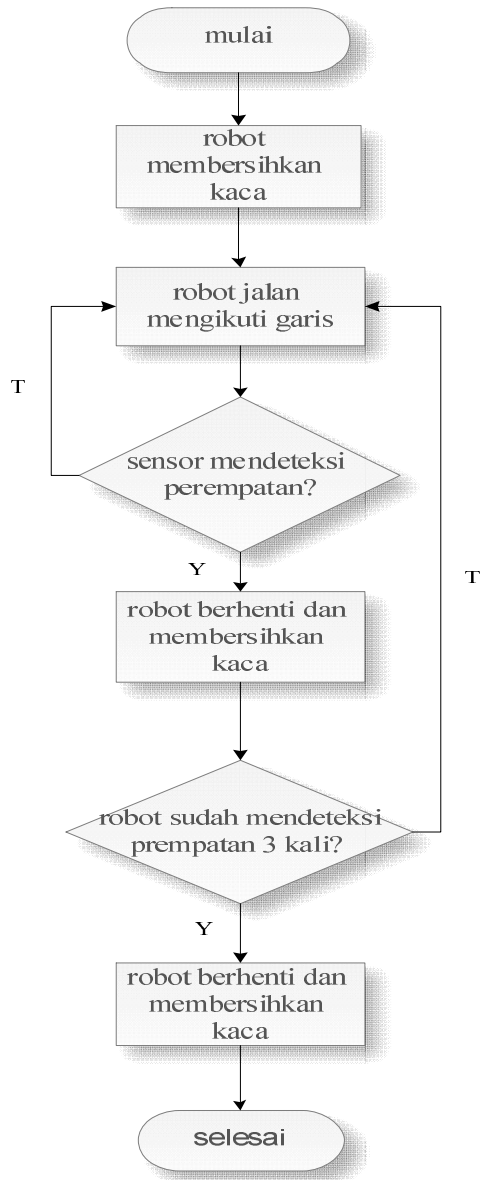 mulai
robot
membersihkan
kaca
robot jalan
mengikuti garis
T
sensor mendeteksi
perempatan?
Y
T
robot berhenti dan
membersihkan
kaca
robot sudah mendeteksi
prempatan 3 kali?
Y
robot berhenti dan
membersihkan
kaca
selesai